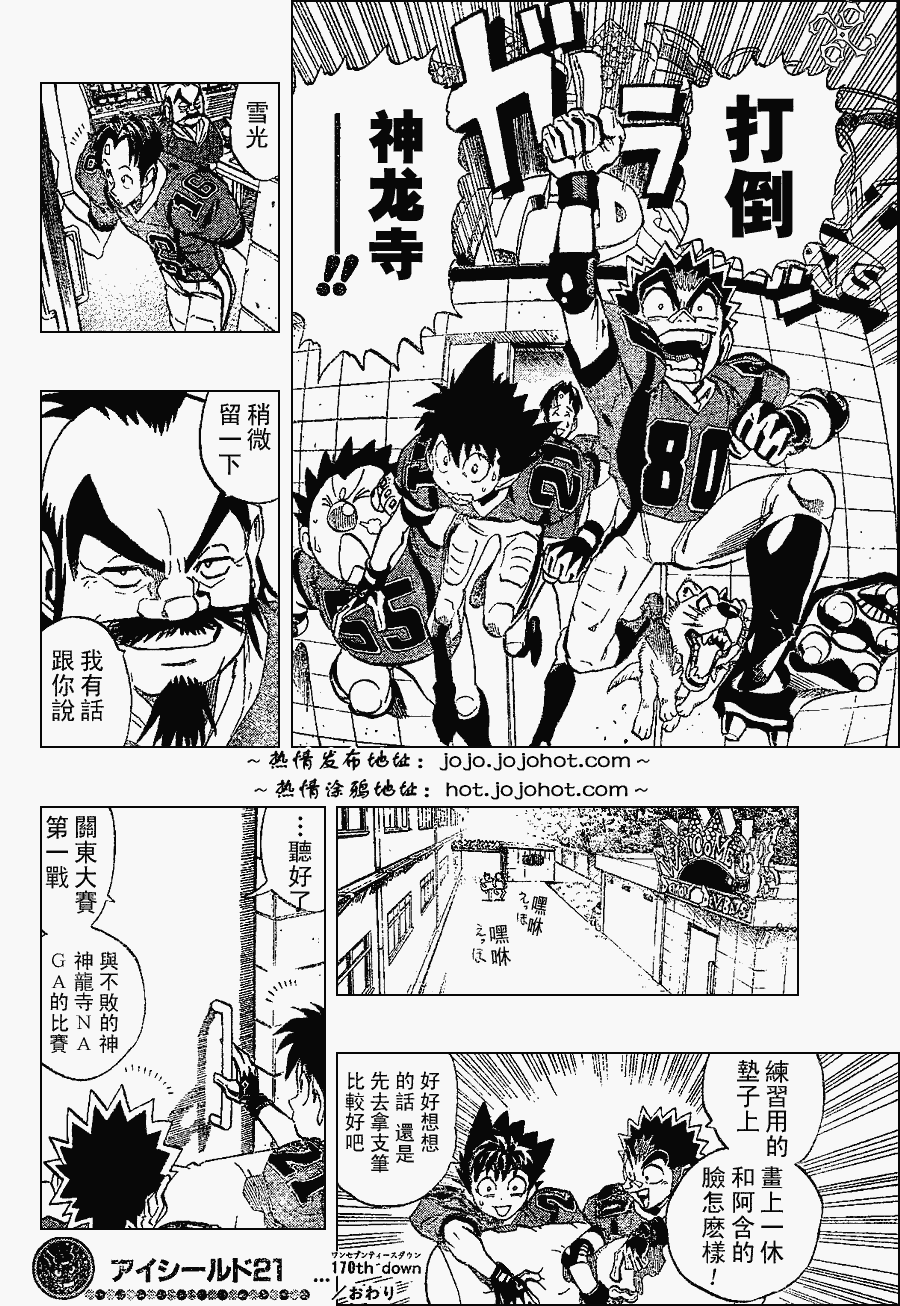 打倒
神龙寺
——!!
ガラ
80
21
55
雪光
16
稍微
留一下
我有話
跟你說
～热情发布地址：jojo.jojohot.com～
～热情涂鸦地址：hot.jojohot.com～
嘿咻
えっほ
嘿咻
えっほ
…聽好了
關東大賽
第一戰
與不敗的神
神龍寺NA
GA的比賽
練習用的
墊子上
畫上一休
和阿含的
臉怎麽樣！
好好想想
的話 還是
先去拿支筆
比較好吧
アイシールド21
…
ワンセブンティースダウン
170th down
／おわり